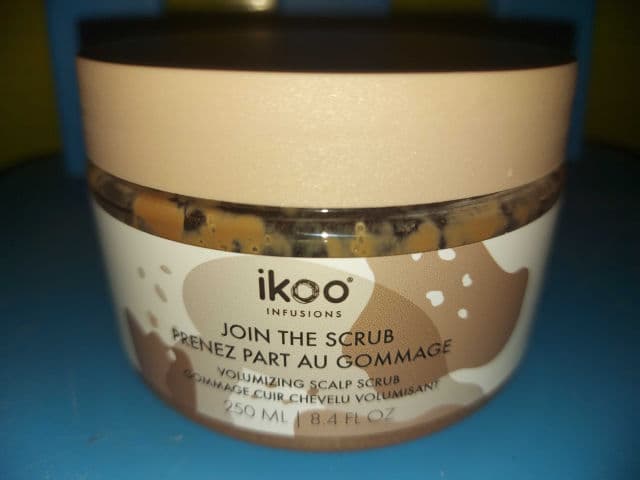 ikoo®
INFUSIONS
JOIN THE SCRUB
PRENEZ PART AU GOMMAGE
VOLUMIZING SCALP SCRUB
GOMMAGE CUIR CHEVELU VOLUMISANT
250 ML | 8.4 FL OZ